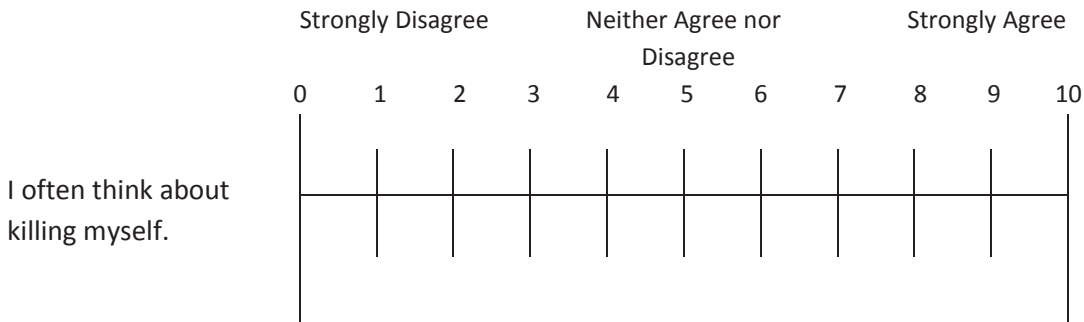 Strongly Disagree Neither Agree nor Disagree Strongly Agree
0 1 2 3 4 5 6 7 8 9 10
I often think about
killing myself.